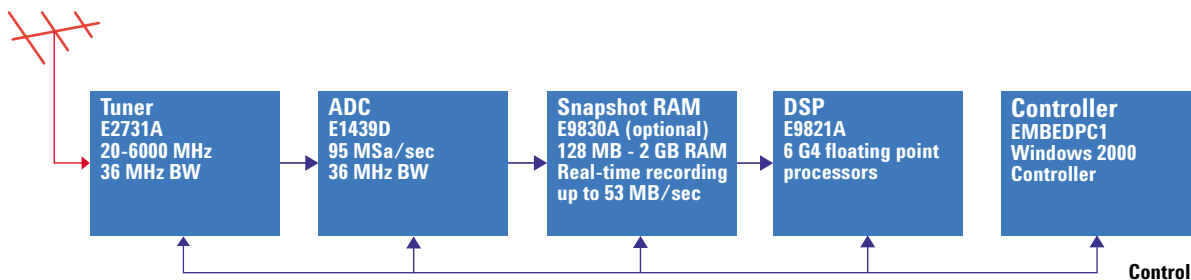 Tuner
E2731A
20-6000 MHz
36 MHz BW
ADC
E1439D
95 MSa/sec
36 MHz BW
Snapshot RAM
E9830A (optional)
128 MB - 2 GB RAM
Real-time recording
up to 53 MB/sec
DSP
E9821A
6 G4 floating point
processors
Controller
EMBEDPC1
Windows 2000
Controller
Control